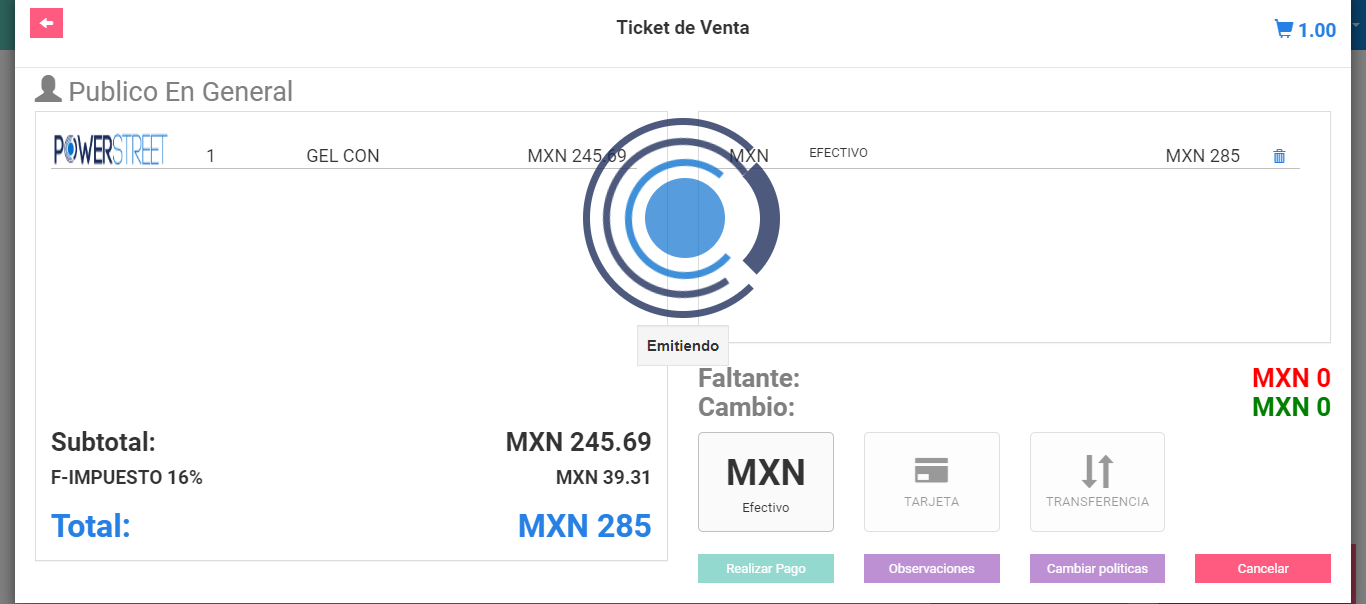 Ticket de Venta
1.00
Publico En General
POWERSTREET 1 GEL CON MXN 245.69
MXN EFECTIVO MXN 285
Emitiendo
Subtotal: MXN 245.69
F-IMPUESTO 16% MXN 39.31
Total: MXN 285
Faltante: MXN 0
Cambio: MXN 0
MXN
Efectivo
TARJETA
TRANSFERENCIA
Realizar Pago
Observaciones
Cambiar politicas
Cancelar